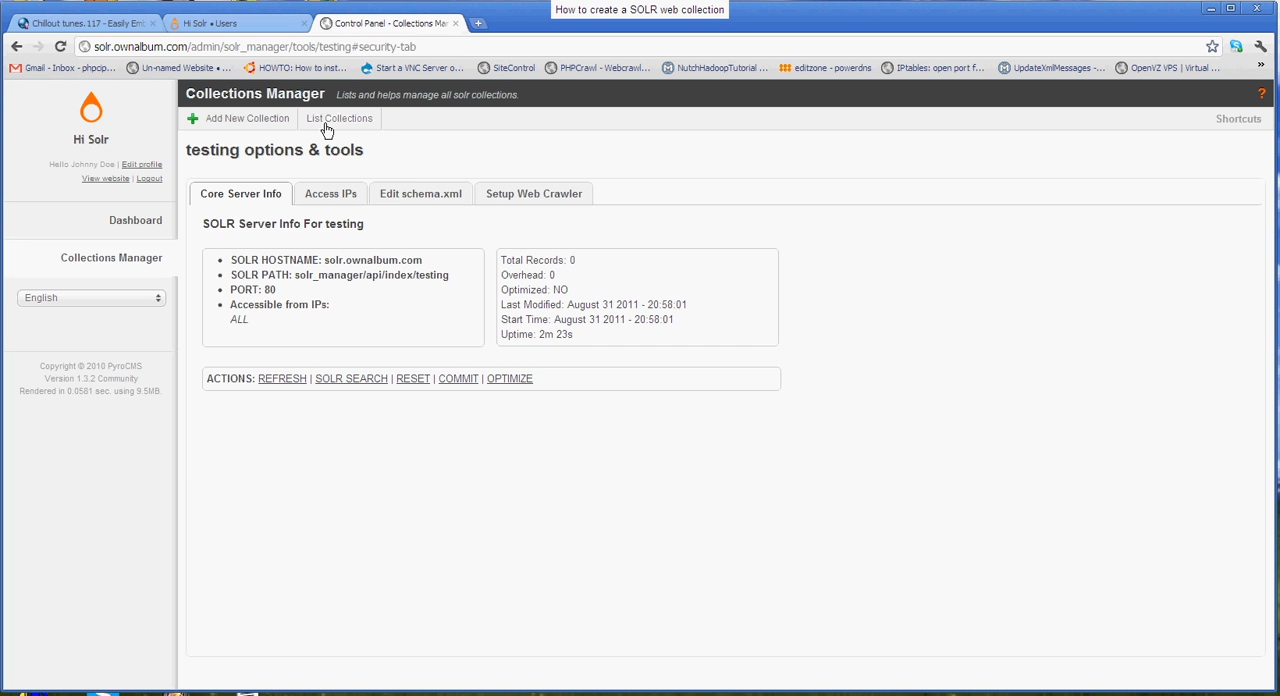 How to create a SOLR web collection
Chillout tunes. 117 - Easily Emb
Hi Solr • Users
Control Panel - Collections Mar
solr.ownalbum.com/admin/solr_manager/tools/testing#security-tab
Gmail - Inbox - phpcip...
Un-named Website • ...
HOWTO: How to inst...
Start a VNC Server o...
SiteControl
PHPCrawl - Webcrawl...
NutchHadoopTutorial ...
editzone - powerdns
IPtables: open port f...
UpdateXmlMessages -...
OpenVZ VPS | Virtual ...
»
Hi Solr
Hello Johnny Doe | Edit profile
View website | Logout
Dashboard
Collections Manager
English
Copyright © 2010 PyroCMS
Version 1.3.2 Community
Rendered in 0.0581 sec. using 9.5MB.
Collections Manager Lists and helps manage all solr collections. ?
Add New Collection
List Collections
Shortcuts
testing options & tools
Core Server Info
Access IPs
Edit schema.xml
Setup Web Crawler
SOLR Server Info For testing
• SOLR HOSTNAME: solr.ownalbum.com
• SOLR PATH: solr_manager/api/index/testing
• PORT: 80
• Accessible from IPs:
ALL
Total Records: 0
Overhead: 0
Optimized: NO
Last Modified: August 31 2011 - 20:58:01
Start Time: August 31 2011 - 20:58:01
Uptime: 2m 23s
ACTIONS: REFRESH | SOLR SEARCH | RESET | COMMIT | OPTIMIZE